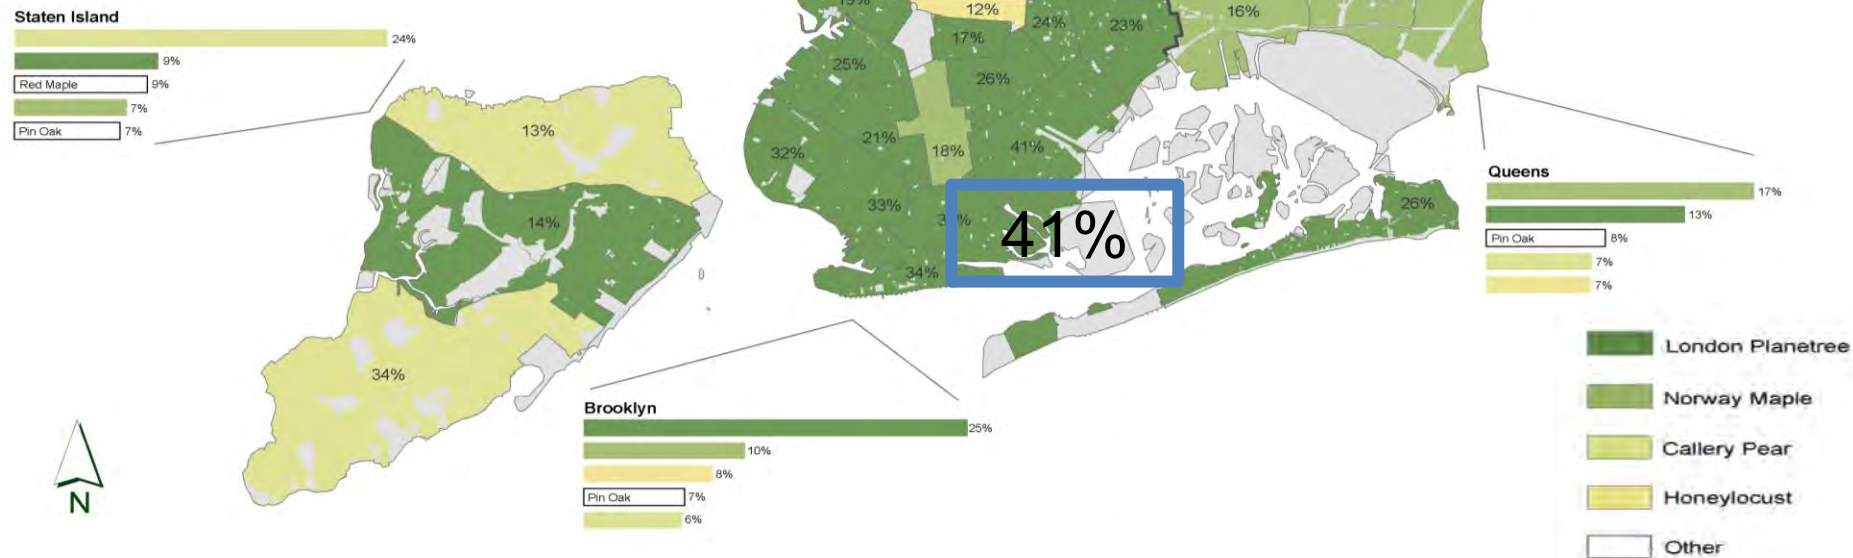 Staten Island
24%
9%
Red Maple 9%
7%
Pin Oak 7%
13%
14%
34%
N
12%
24%
23%
17%
25%
26%
21%
18%
41%
32%
33%
34%
41%
16%
26%
Brooklyn
25%
10%
8%
Pin Oak 7%
6%
Queens
17%
13%
Pin Oak 8%
7%
7%
London Planetree
Norway Maple
Callery Pear
Honeylocust
Other